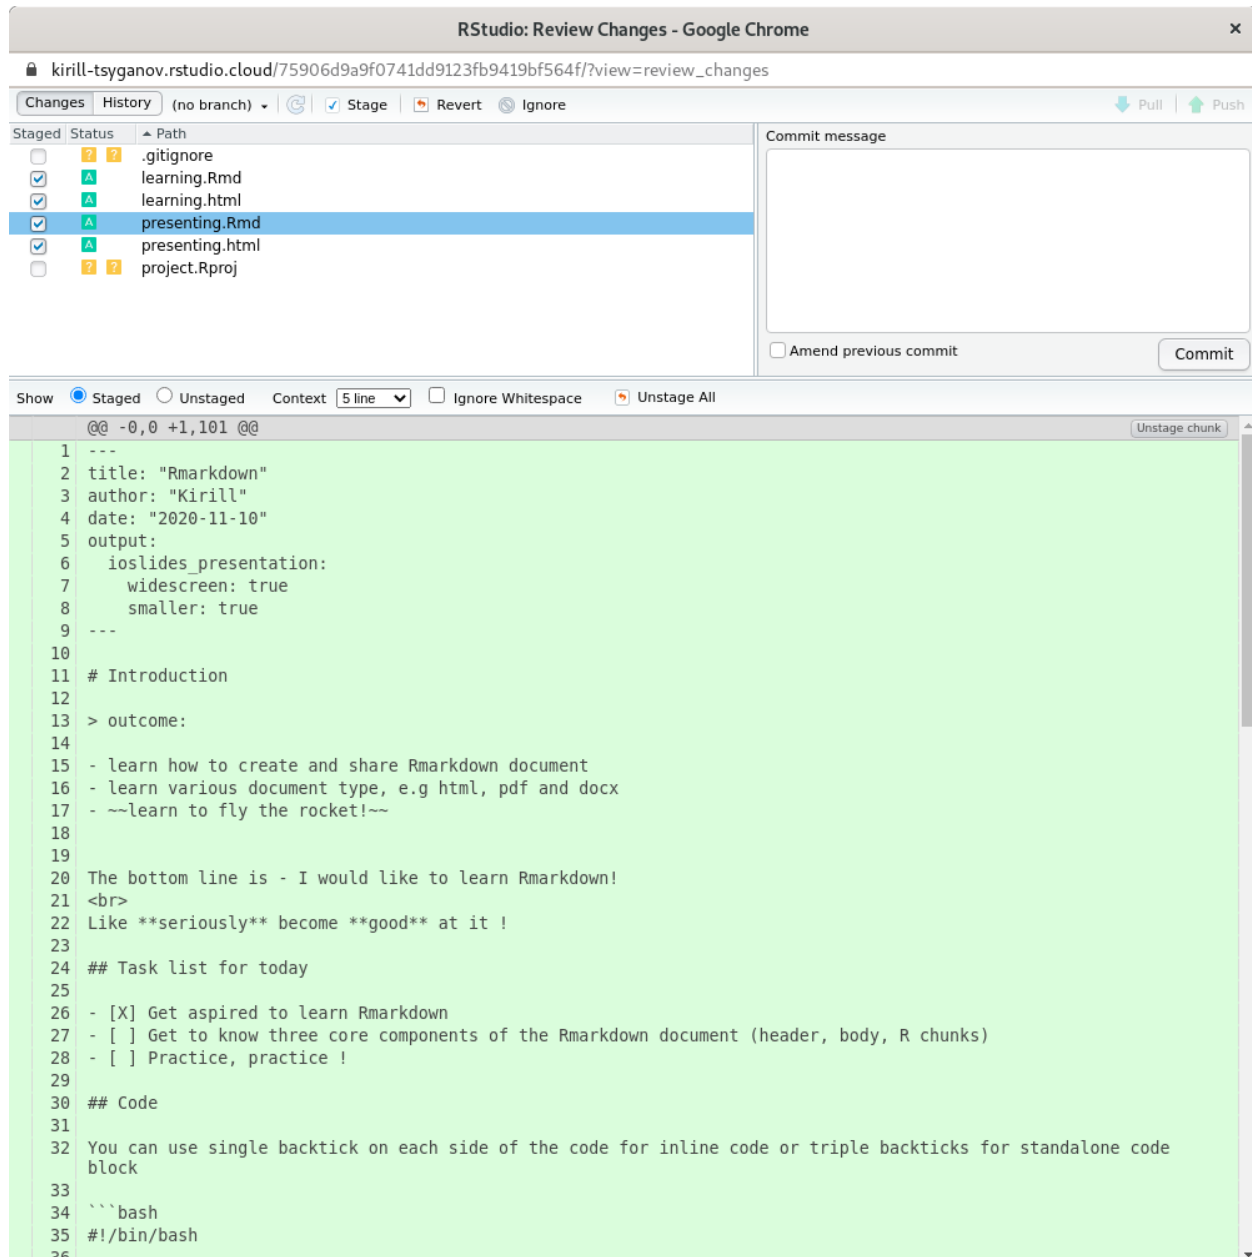 RStudio: Review Changes - Google Chrome ×
kirill-tsyganov.rstudio.cloud/75906d9a9f0741dd9123fb9419bf564f/?view=review_changes
Changes History (no branch) Stage Revert Ignore Pull Push
Staged Status Path
? ? .gitignore
A learning.Rmd
A learning.html
A presenting.Rmd
A presenting.html
? ? project.Rproj
Commit message
Amend previous commit Commit
Show Staged Unstaged Context 5 line Ignore Whitespace Unstage All
@@ -0,0 +1,101 @@ Unstage chunk
1 ---
2 title: "Rmarkdown"
3 author: "Kirill"
4 date: "2020-11-10"
5 output:
6   ioslides_presentation:
7     widescreen: true
8     smaller: true
9 ---
10
11 # Introduction
12
13 > outcome:
14
15 - learn how to create and share Rmarkdown document
16 - learn various document type, e.g html, pdf and docx
17 - ~~learn to fly the rocket!~~
18
19
20 The bottom line is - I would like to learn Rmarkdown!
21 <br>
22 Like **seriously** become **good** at it !
23
24 ## Task list for today
25
26 - [X] Get aspired to learn Rmarkdown
27 - [ ] Get to know three core components of the Rmarkdown document (header, body, R chunks)
28 - [ ] Practice, practice !
29
30 ## Code
31
32 You can use single backtick on each side of the code for inline code or triple backticks for standalone code
block
33
34 ```bash
35 #!/bin/bash
36